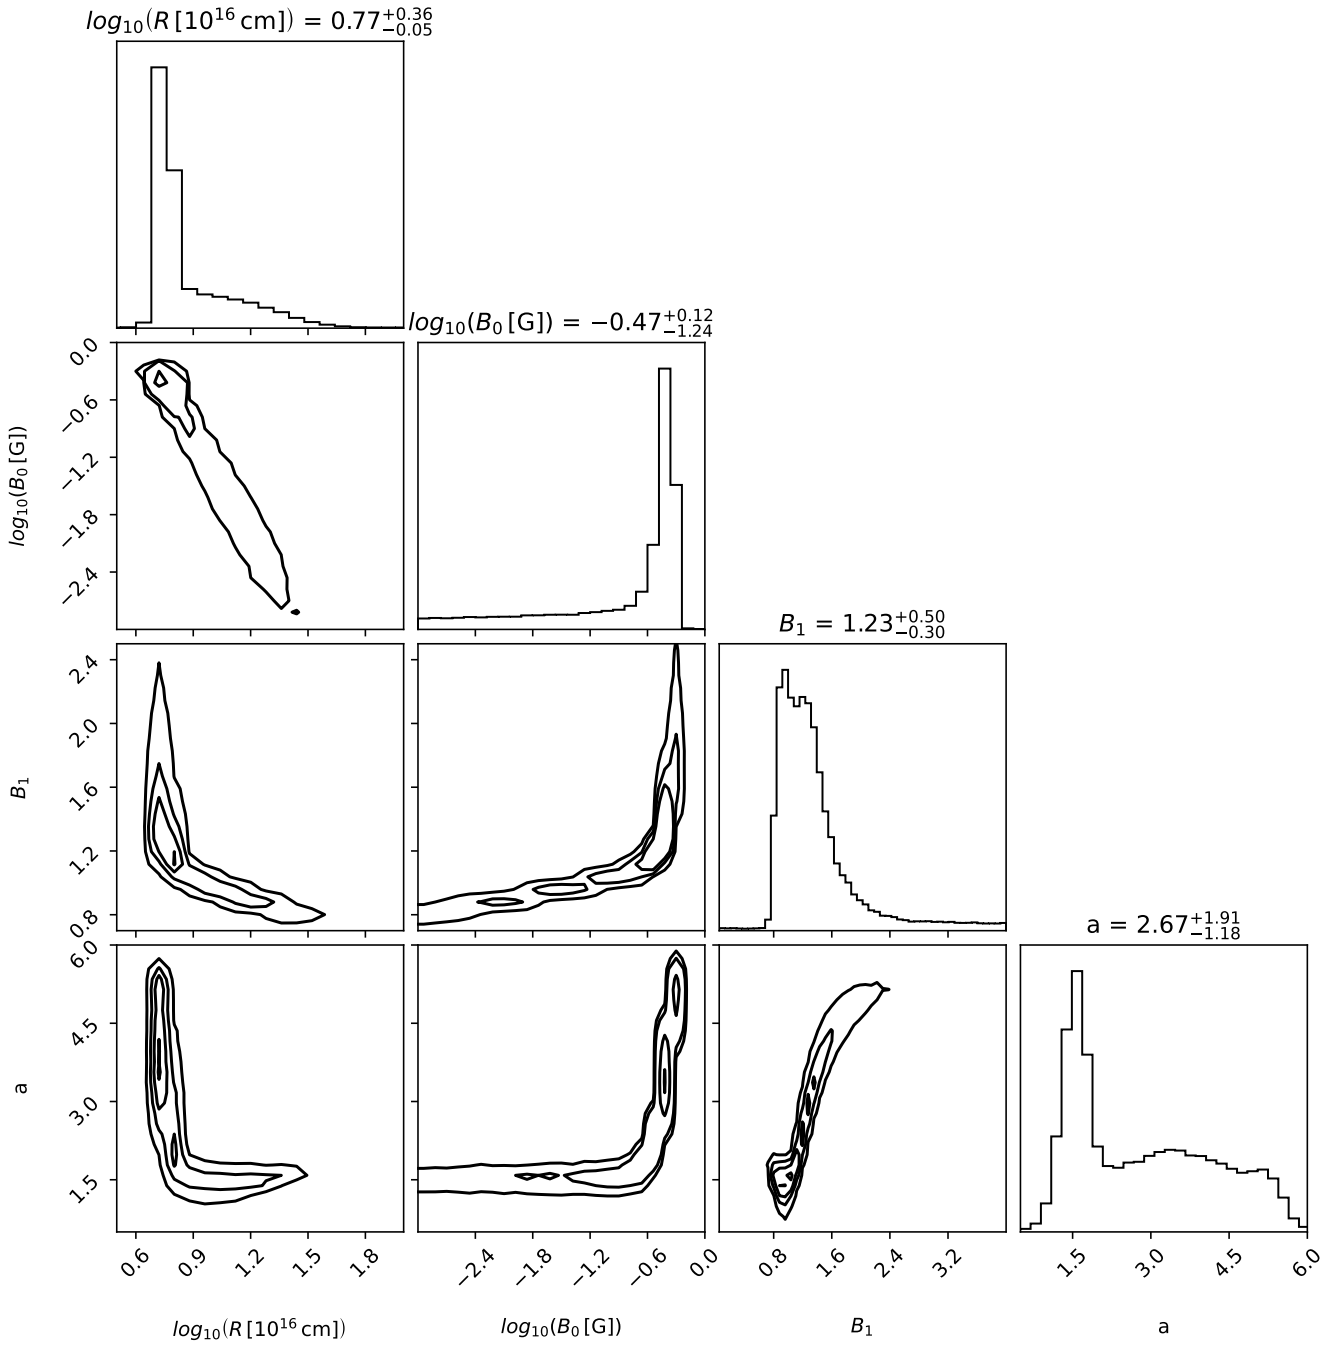 log₁₀(R [10¹⁶ cm]) = 0.77⁺⁰·³⁶₋₀.₀₅
log₁₀(B₀ [G]) = −0.47⁺⁰·¹²₋₁.₂₄
0.0
−0.6
−1.2
−1.8
−2.4
log₁₀(B₀ [G])
B₁ = 1.23⁺⁰·⁵⁰₋₀.₃₀
2.4
2.0
1.6
1.2
0.8
B₁
a = 2.67⁺¹·⁹¹₋₁.₁₈
6.0
4.5
3.0
1.5
a
0.6 0.9 1.2 1.5 1.8 −2.4 −1.8 −1.2 −0.6 0.0 0.8 1.6 2.4 3.2 1.5 3.0 4.5 6.0
log₁₀(R [10¹⁶ cm]) log₁₀(B₀ [G]) B₁ a